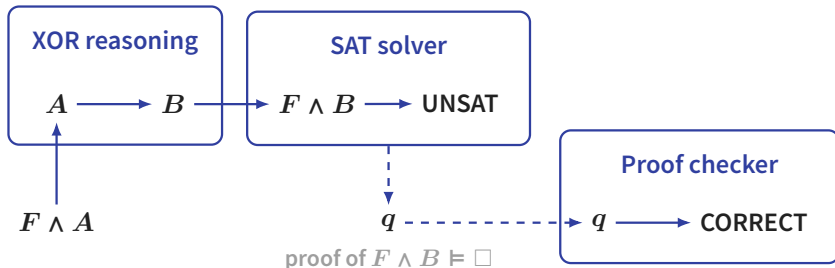 XOR reasoning
A B
SAT solver
F ∧ B UNSAT
Proof checker
q CORRECT
F ∧ A
q
proof of F ∧ B ⊨ □